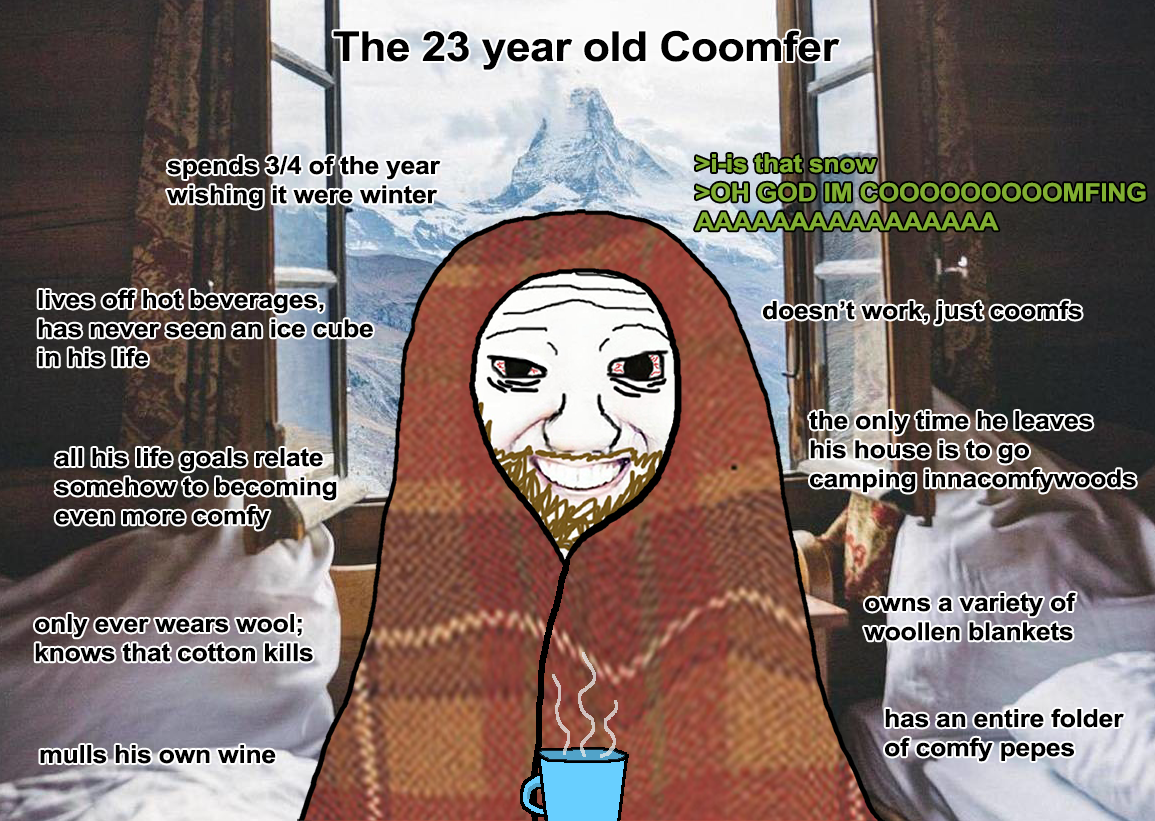 The 23 year old Coomfer
spends 3/4 of the year
wishing it were winter
>i-is that snow
>OH GOD IM COOOOOOOOOMFING
AAAAAAAAAAAAAAAA
lives off hot beverages,
has never seen an ice cube
in his life
doesn't work, just coomfs
the only time he leaves
his house is to go
camping innacomfywoods
all his life goals relate
somehow to becoming
even more comfy
only ever wears wool;
knows that cotton kills
owns a variety of
woollen blankets
mulls his own wine
has an entire folder
of comfy pepes